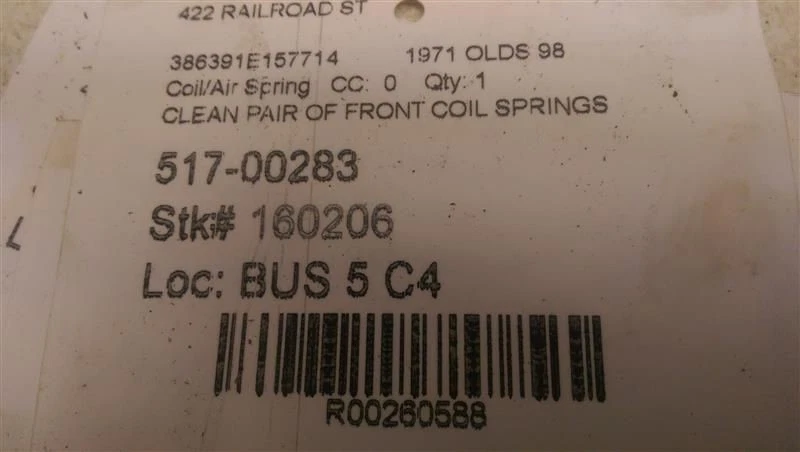 422 RAILROAD ST
386391E157714 1971 OLDS 98
Coil/Air Spring CC: 0 Qty: 1
CLEAN PAIR OF FRONT COIL SPRINGS
517-00283
Stk# 160206
Loc: BUS 5 C4
R00260588